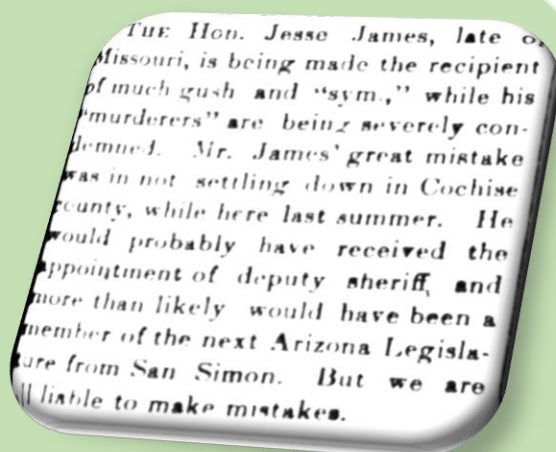 THE Hon. Jesse James, late of
Missouri, is being made the recipient
of much gush and "sym.," while his
"murderers" are being severely con-
demned. Mr. James' great mistake
was in not settling down in Cochise
county, while here last summer. He
would probably have received the
appointment of deputy sheriff, and
more than likely would have been a
member of the next Arizona Legisla-
ture from San Simon. But we are
all liable to make mistakes.